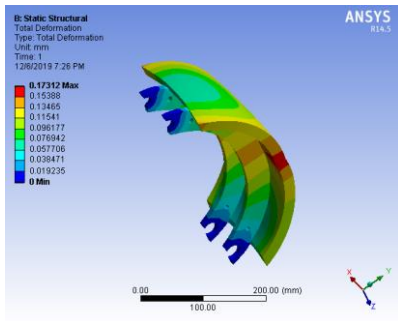 B: Static Structural
Total Deformation
Type: Total Deformation
Unit: mm
Time: 1
12/6/2019 7:26 PM
0.17312 Max
0.15388
0.13465
0.11541
0.096177
0.076942
0.057706
0.038471
0.019235
0 Min
ANSYS
R14.5
0.00
200.00 (mm)
100.00
X
Y
Z